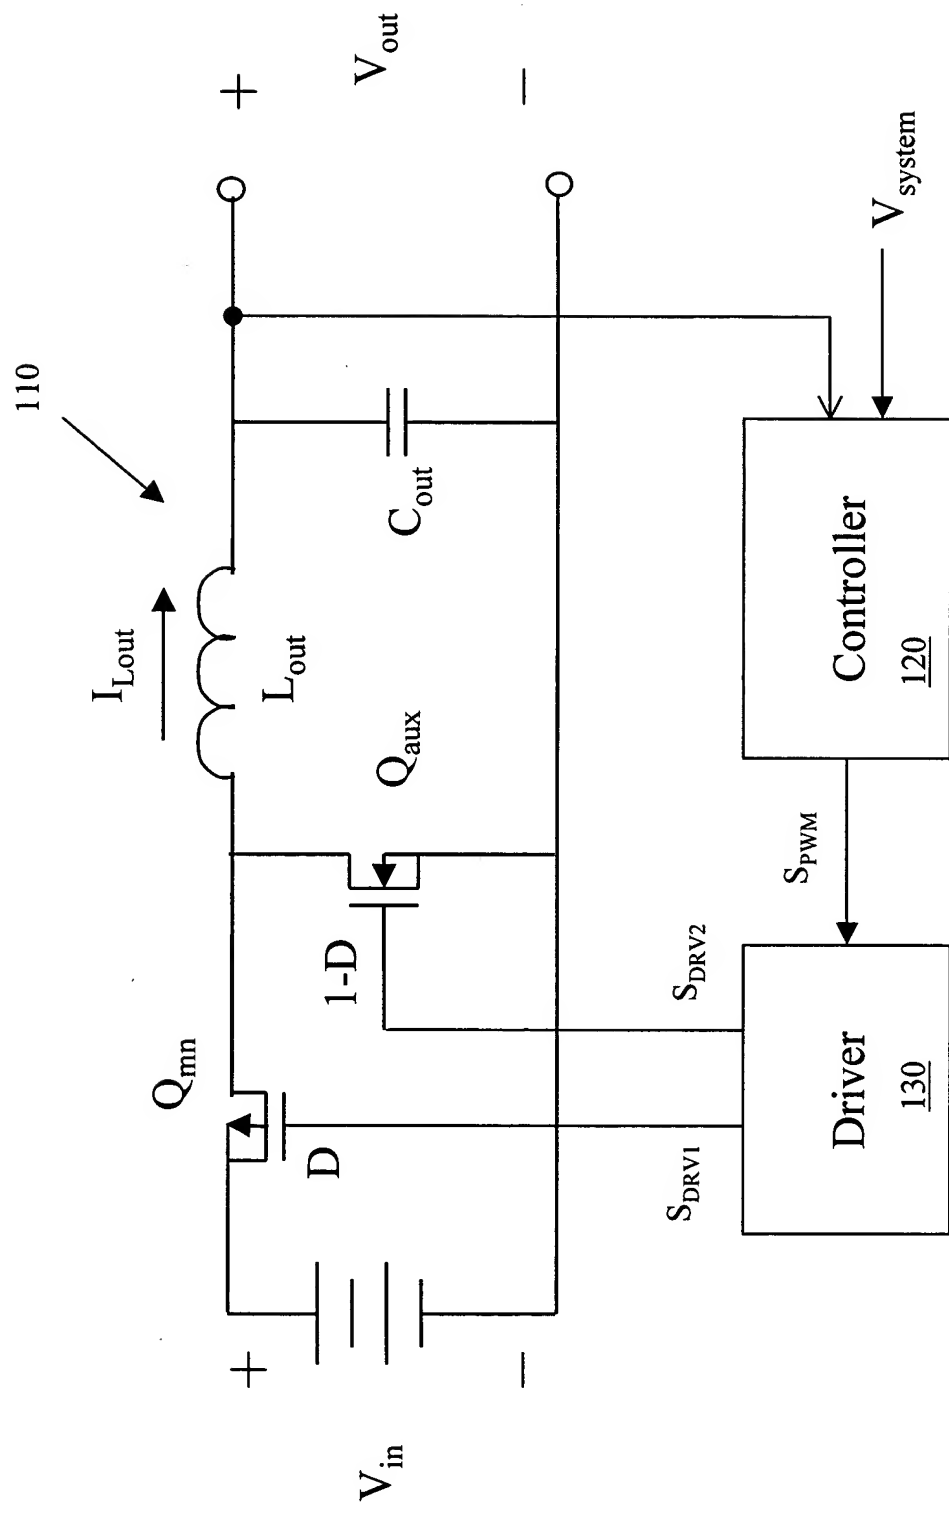 110
I_Lout
L_out
Q_mn
D
Q_aux
1-D
C_out
+
V_in
−
+
V_out
−
S_DRV1
S_DRV2
S_PWM
V_system
Driver
130
Controller
120